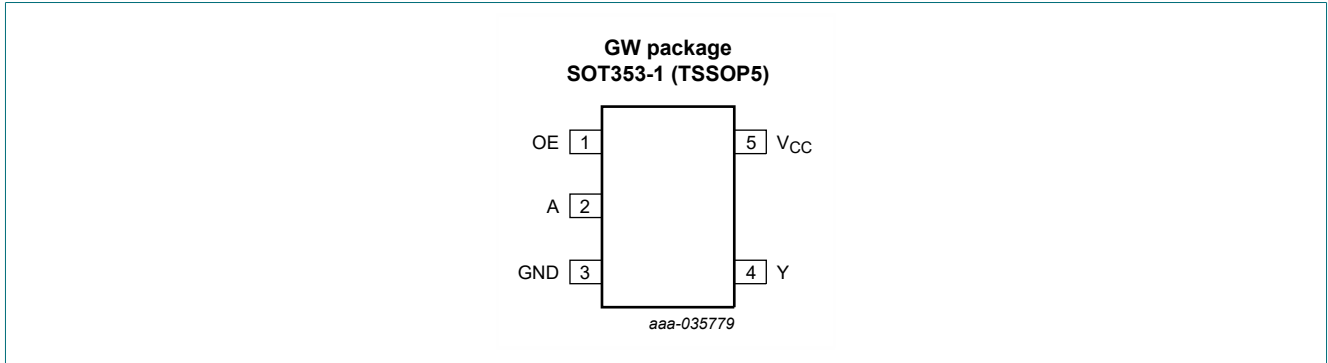 GW package
SOT353-1 (TSSOP5)
OE 1
5 VCC
A 2
GND 3
4 Y
aaa-035779